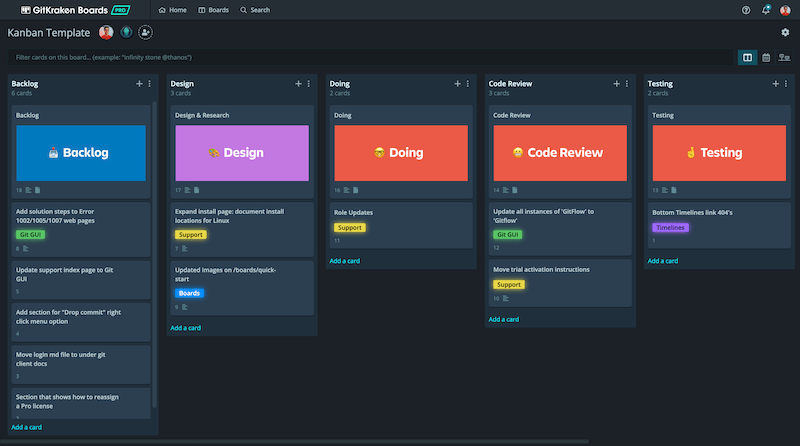 GitKraken Boards PRO
Home
Boards
Search
Kanban Template
Filter cards on this board... (example: "infinity stone @thanos")
Backlog
6 cards
Backlog
Backlog
18
Add solution steps to Error
1002/1005/1007 web pages
Git GUI
8
Update support index page to Git
GUI
5
Add section for "Drop commit" right
click menu option
4
Move login md file to under git
client docs
3
Section that shows how to reassign
a Pro license
Add a card
Design
3 cards
Design & Research
Design
17
Expand install page: document install
locations for Linux
Support
7
Updated images on /boards/quick-
start
Boards
9
Add a card
Doing
2 cards
Doing
Doing
16
Role Updates
Support
11
Add a card
Code Review
3 cards
Code Review
Code Review
14
Update all instances of 'GitFlow' to
'Gitflow'
Git GUI
12
Move trial activation instructions
Support
10
Add a card
Testing
2 cards
Testing
Testing
13
Bottom Timelines link 404's
Timelines
1
Add a card